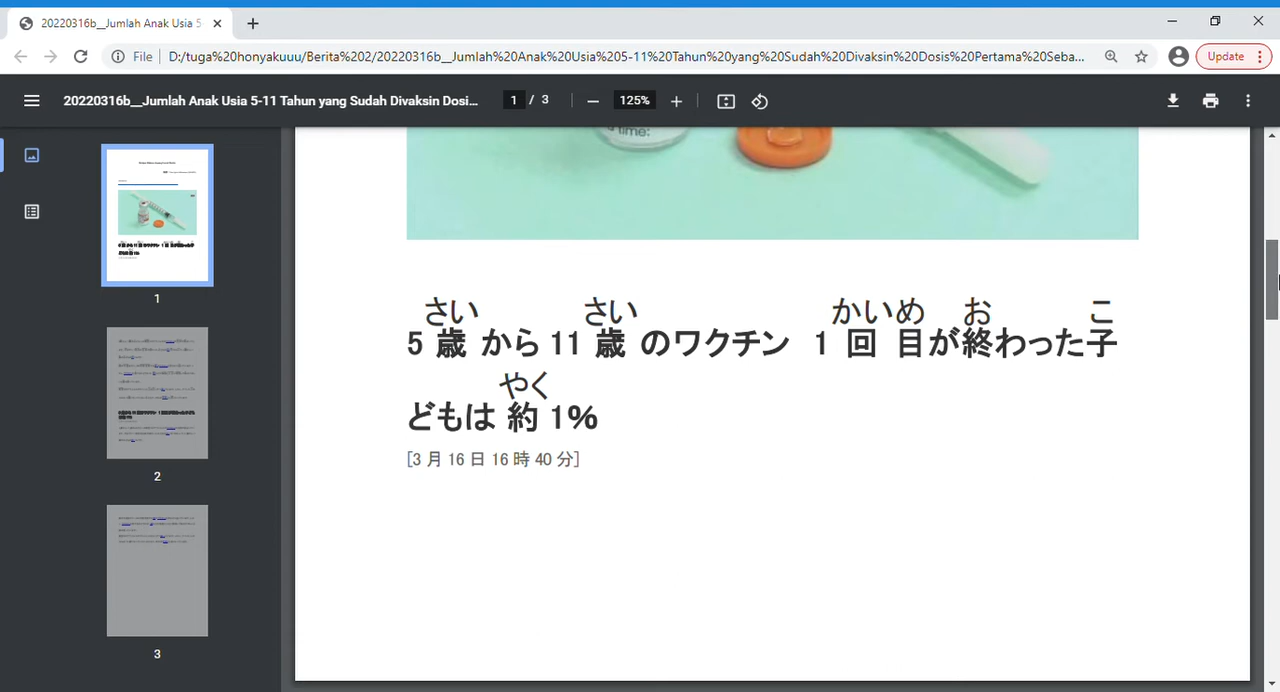 20220316b__Jumlah Anak Usia 5
File
D:/tuga%20honyakuuu/Berita%202/20220316b__Jumlah%20Anak%20Usia%205-11%20Tahun%20yang%20Sudah%20Divaksin%20Dosis%20Pertama%20Seba...
Update
20220316b__Jumlah Anak Usia 5-11 Tahun yang Sudah Divaksin Dosi...
1 / 3
125%
time:
さい さい かいめ お こ
5 歳 から 11 歳 のワクチン 1 回 目が終わった子
やく
どもは 約 1%
[3 月 16 日 16 時 40 分]
1
2
3